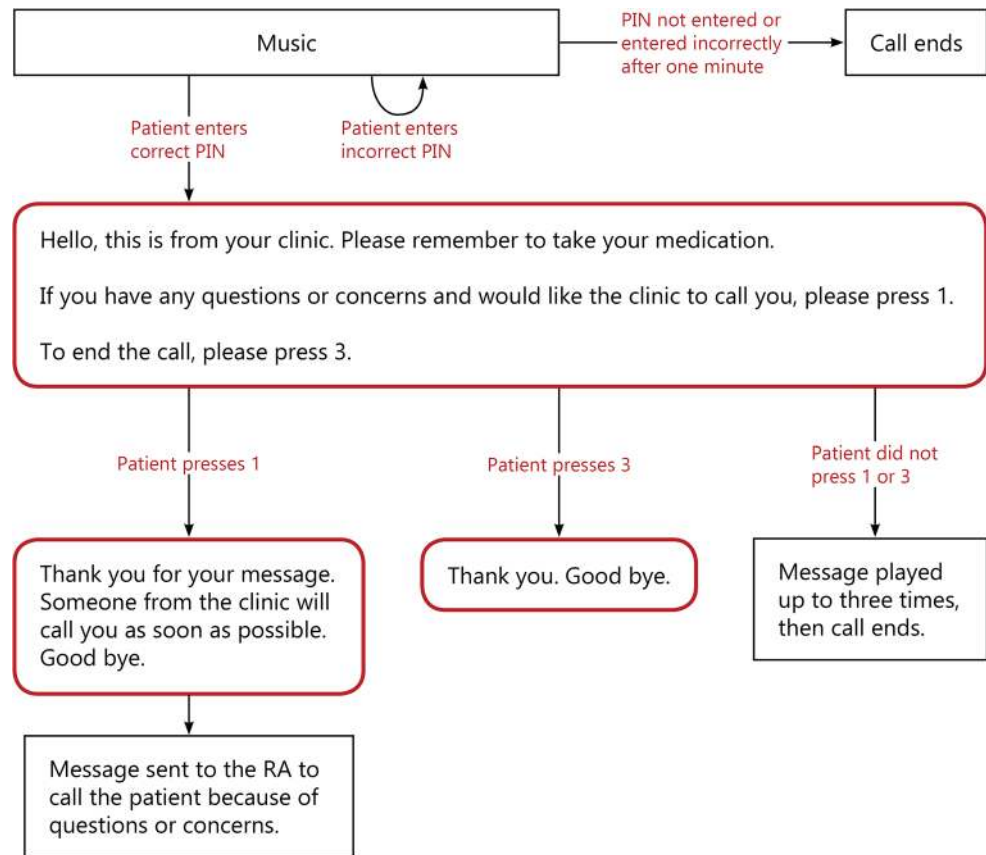 Music
PIN not entered or
entered incorrectly
after one minute
Call ends
Patient enters
correct PIN
Patient enters
incorrect PIN
Hello, this is from your clinic. Please remember to take your medication.
If you have any questions or concerns and would like the clinic to call you, please press 1.
To end the call, please press 3.
Patient presses 1
Patient presses 3
Patient did not
press 1 or 3
Thank you for your message.
Someone from the clinic will
call you as soon as possible.
Good bye.
Thank you. Good bye.
Message played
up to three times,
then call ends.
Message sent to the RA to
call the patient because of
questions or concerns.